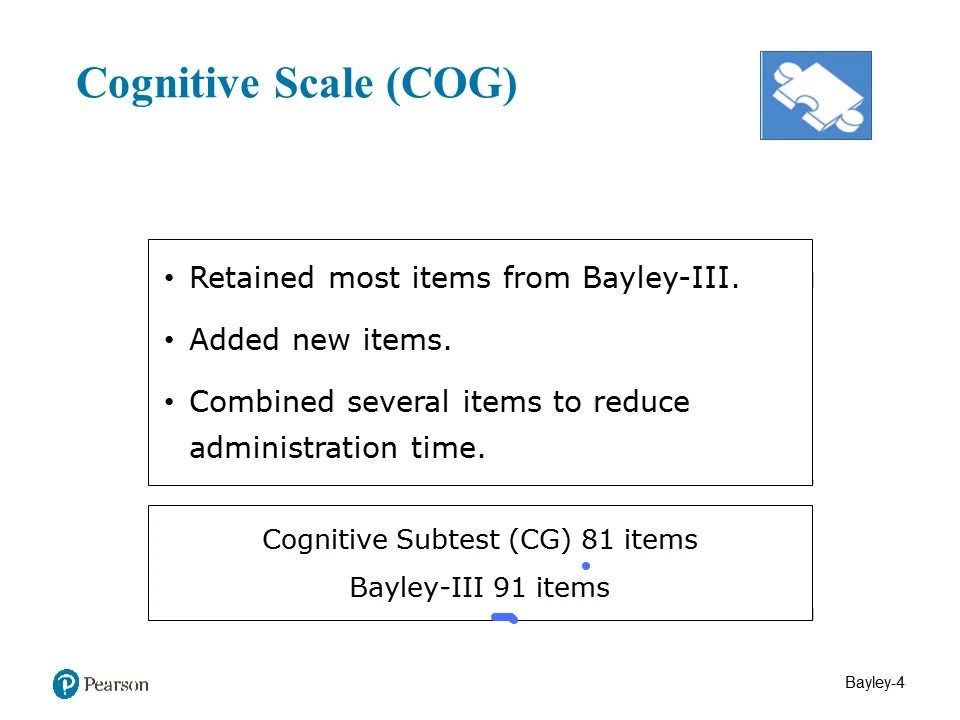 Cognitive Scale (COG)
• Retained most items from Bayley-III.
• Added new items.
• Combined several items to reduce
administration time.
Cognitive Subtest (CG) 81 items
Bayley-III 91 items
P Pearson
Bayley-4